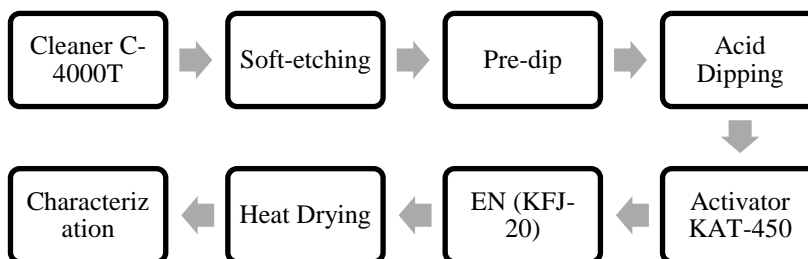 Cleaner C-
4000T
Soft-etching
Pre-dip
Acid
Dipping
Activator
KAT-450
EN (KFJ-
20)
Heat Drying
Characteriz
ation